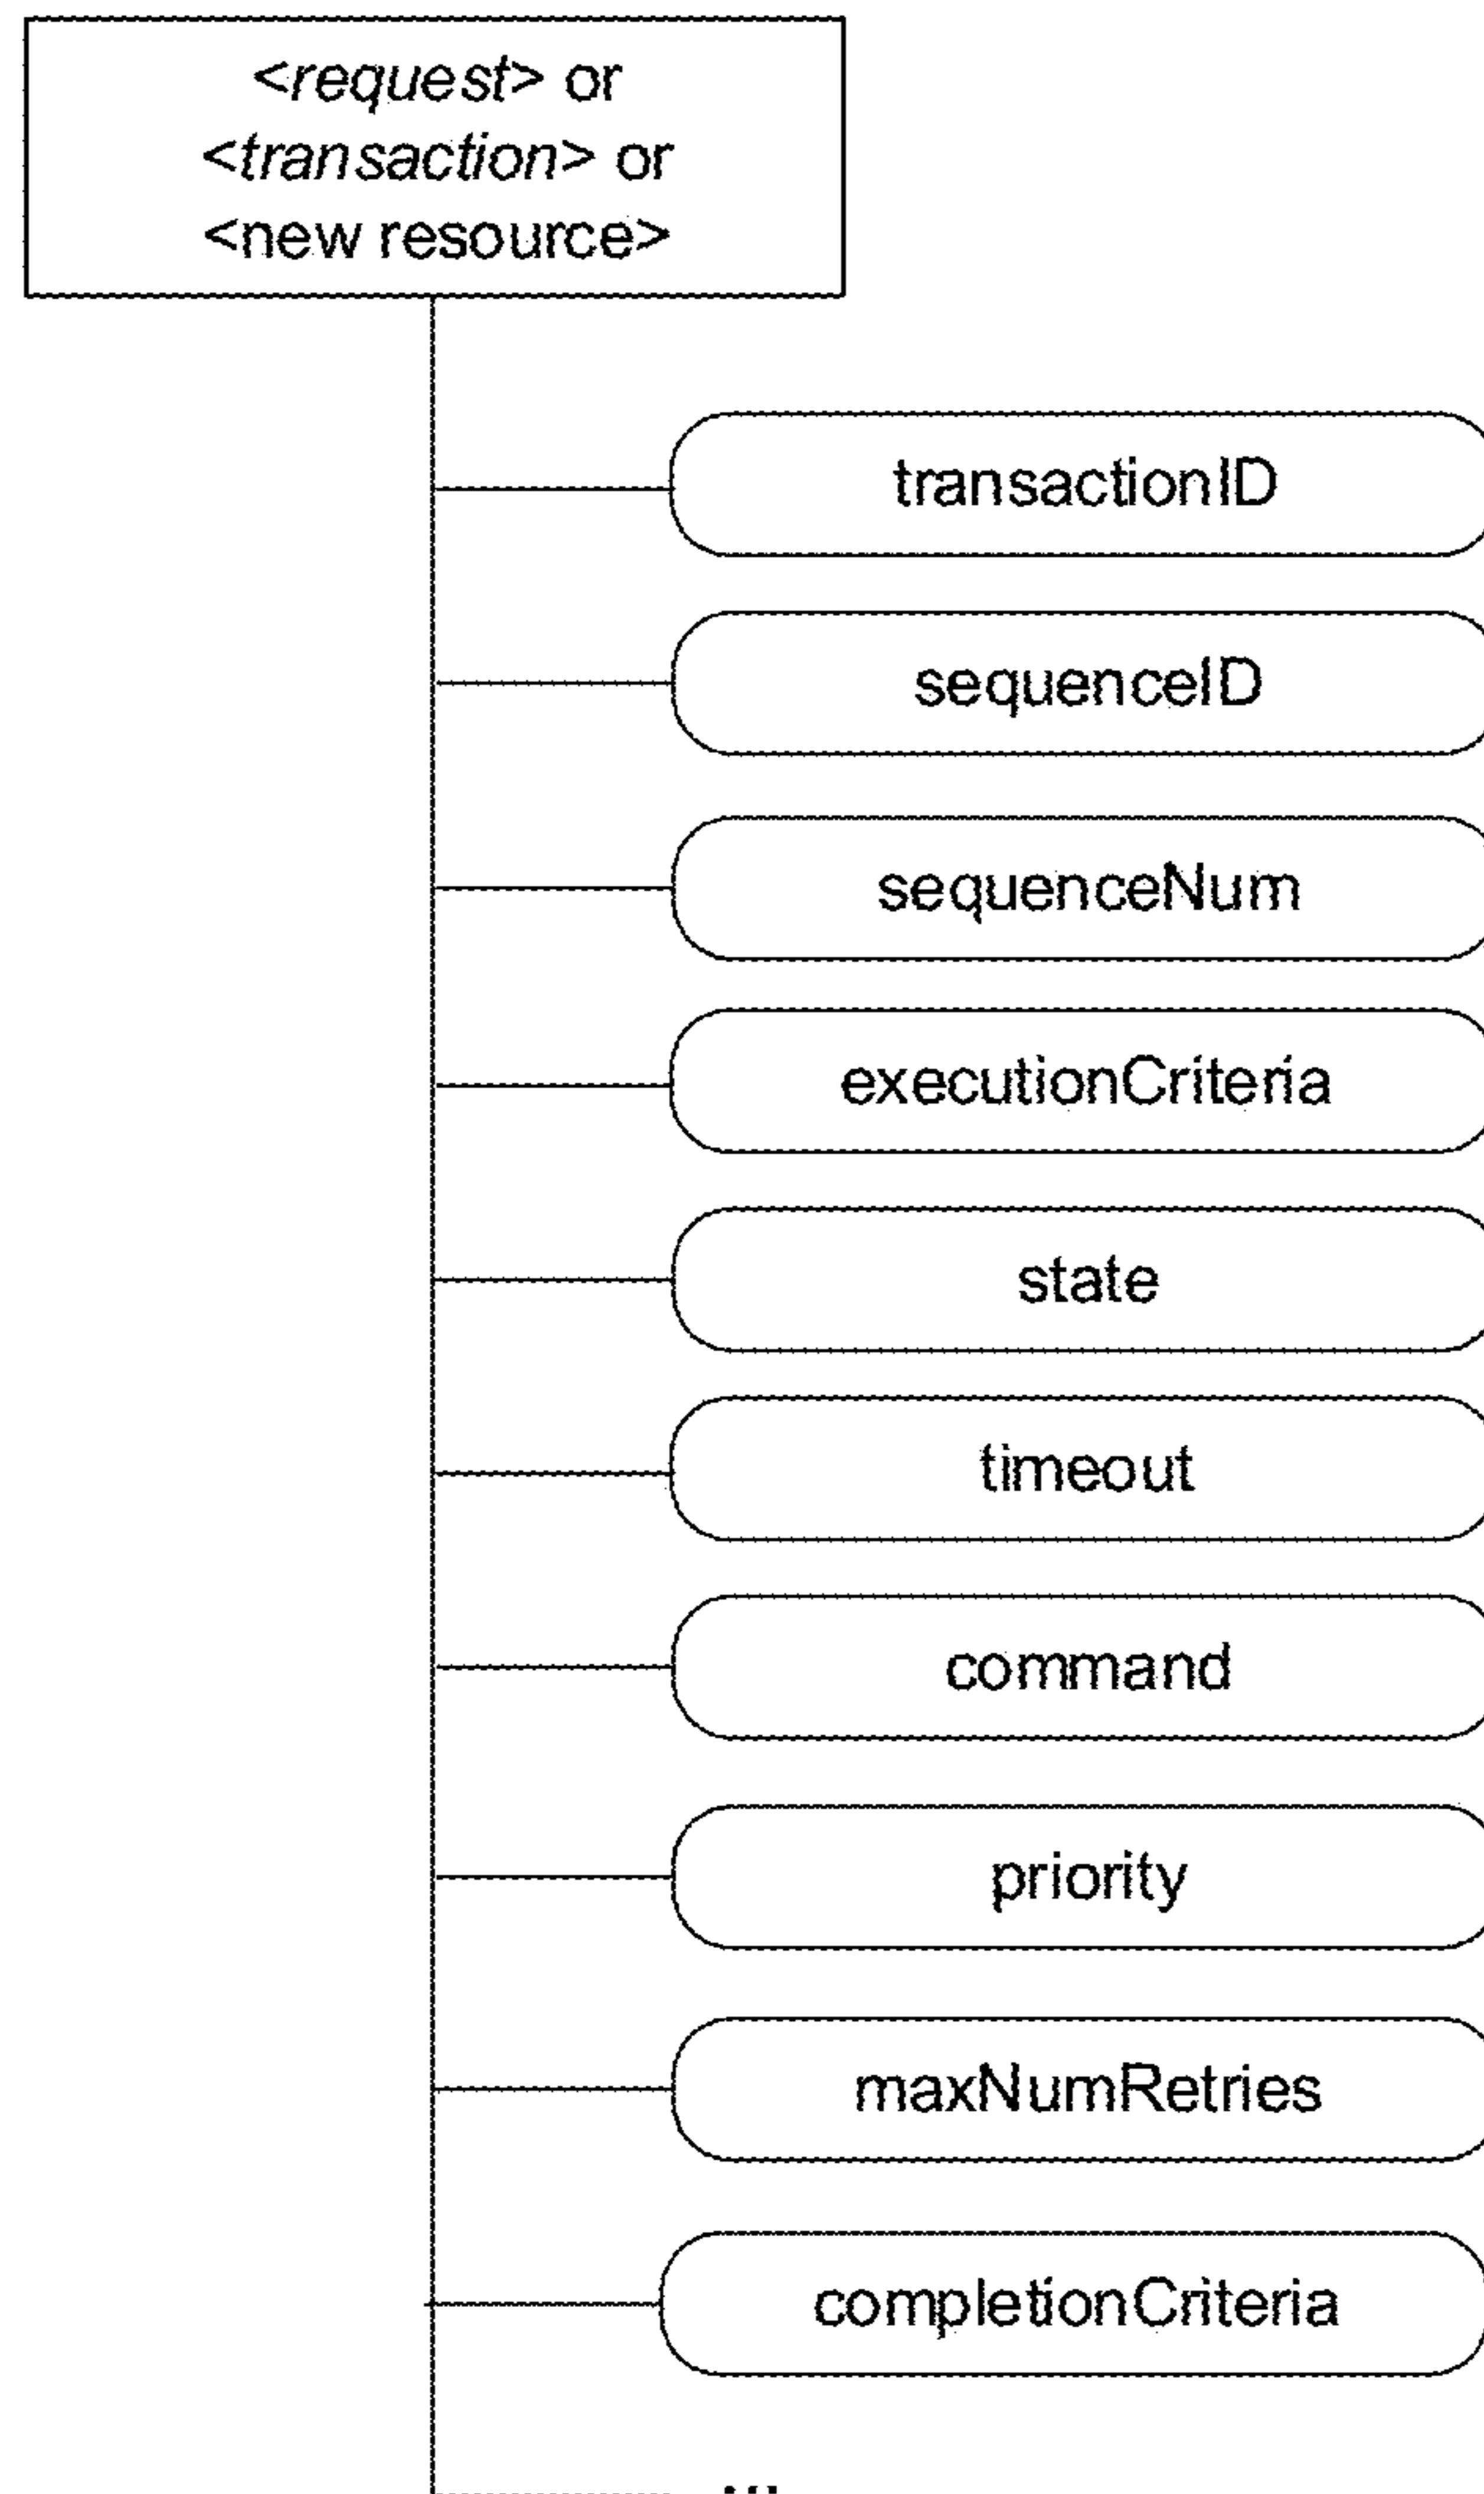 <request> or
<transaction> or
<new resource>
transactionID
sequenceID
sequenceNum
executionCriteria
state
timeout
command
priority
maxNumRetries
completionCriteria